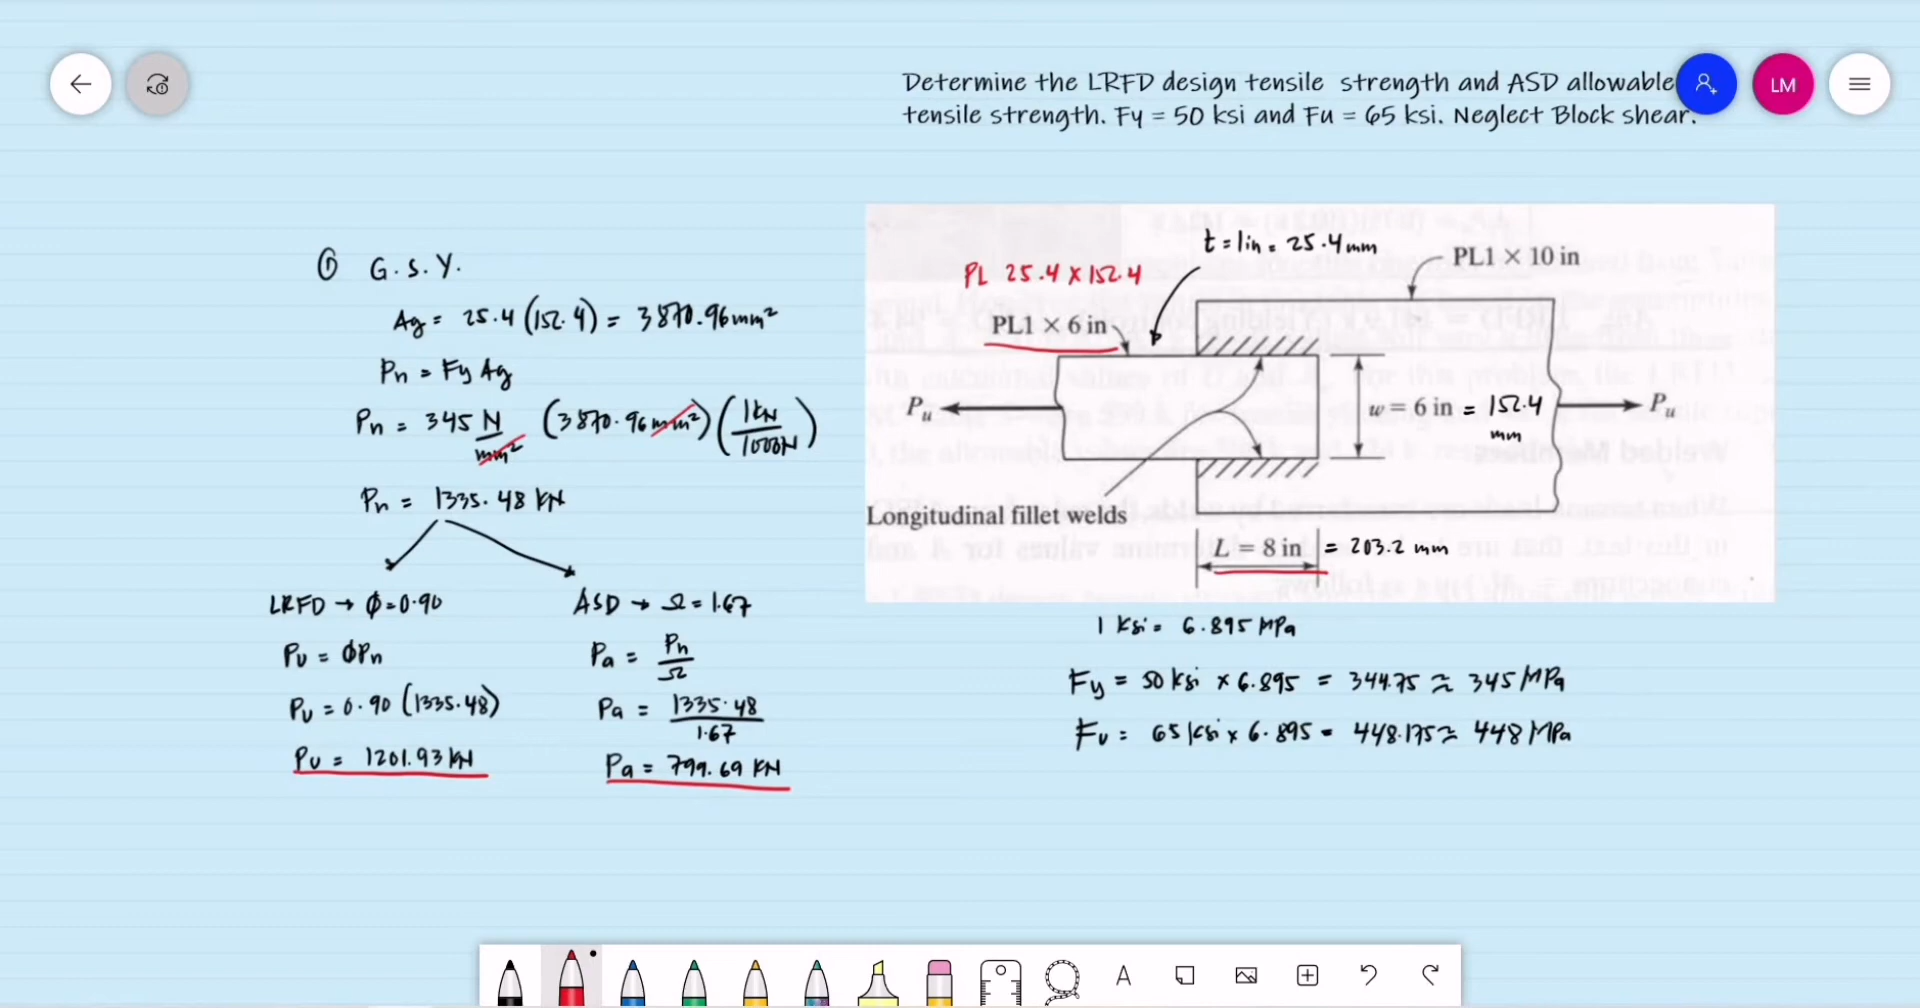 Determine the LRFD design tensile strength and ASD allowable
tensile strength. Fy = 50 ksi and Fu = 65 ksi. Neglect Block shear.
LM
① G.S.Y.
Ag = 25.4 (152.4) = 3870.96 mm²
Pn = Fy Ag
Pn = 345 N/mm² (3870.96 mm²) (1 kN/1000 N)
Pn = 1335.48 kN
LRFD → ϕ = 0.90
Pu = ϕPn
Pu = 0.90 (1335.48)
Pu = 1201.93 kN
ASD → Ω = 1.67
Pa = Pn/Ω
Pa = 1335.48/1.67
Pa = 799.69 kN
t = 1 in = 25.4 mm
PL 25.4 x 152.4
PL1 × 6 in
PL1 × 10 in
Pu
w = 6 in = 152.4
mm
Pu
Longitudinal fillet welds
L = 8 in = 203.2 mm
1 ksi = 6.895 MPa
Fy = 50 ksi x 6.895 = 344.75 ≈ 345 MPa
Fu = 65 ksi x 6.895 = 448.175 ≈ 448 MPa
A